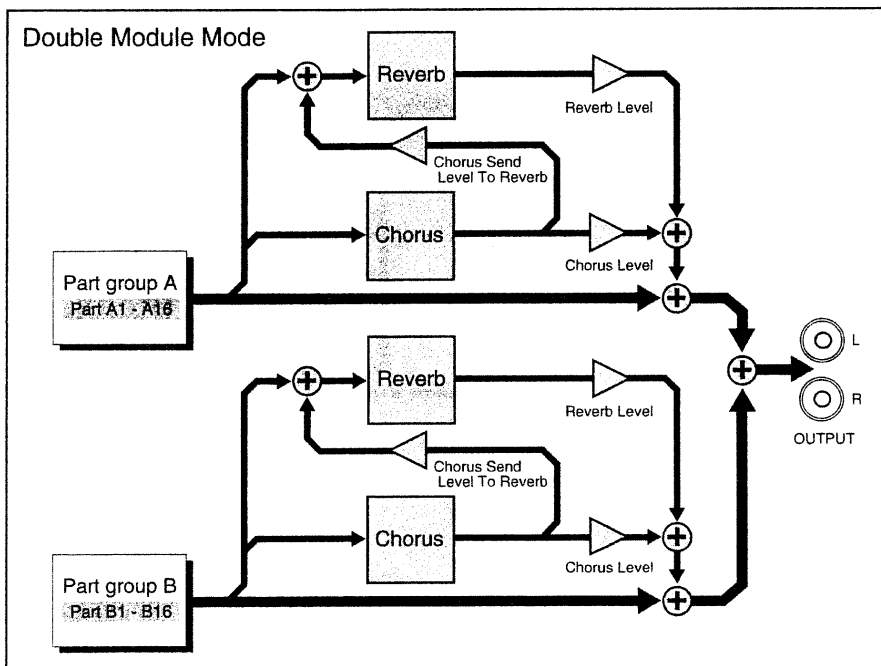 Double Module Mode
Reverb
Reverb Level
Chorus Send
Level To Reverb
Chorus
Chorus Level
Part group A
Part A1 - A16
L
R
OUTPUT
Reverb
Reverb Level
Chorus Send
Level To Reverb
Chorus
Chorus Level
Part group B
Part B1 - B16